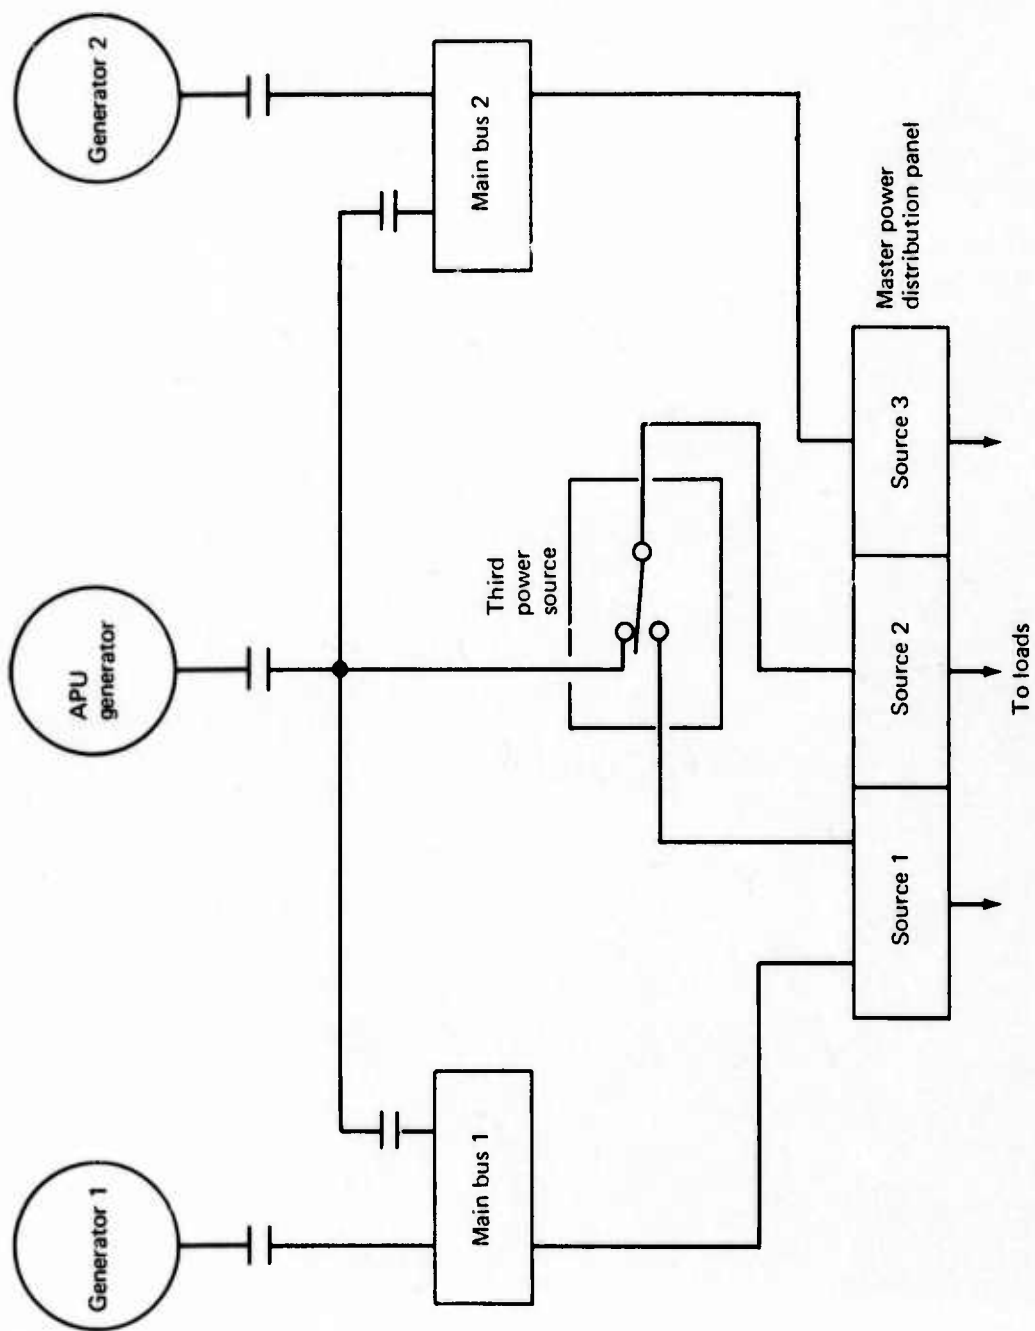 Generator 1
APU
generator
Generator 2
Main bus 1
Main bus 2
Third
power
source
Master power
distribution panel
Source 1
Source 2
Source 3
To loads